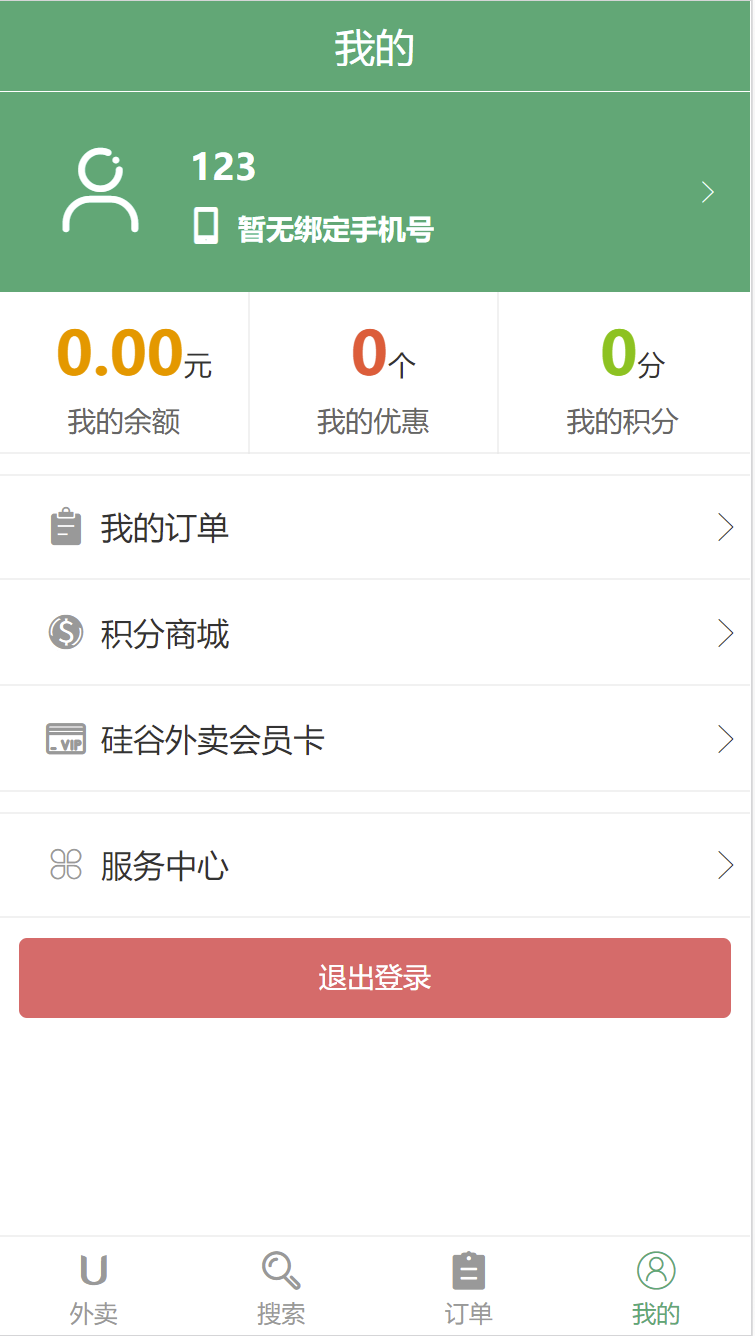 我的
123
暂无绑定手机号
0.00元
我的余额
0个
我的优惠
0分
我的积分
我的订单
积分商城
VIP
硅谷外卖会员卡
服务中心
退出登录
外卖
搜索
订单
我的